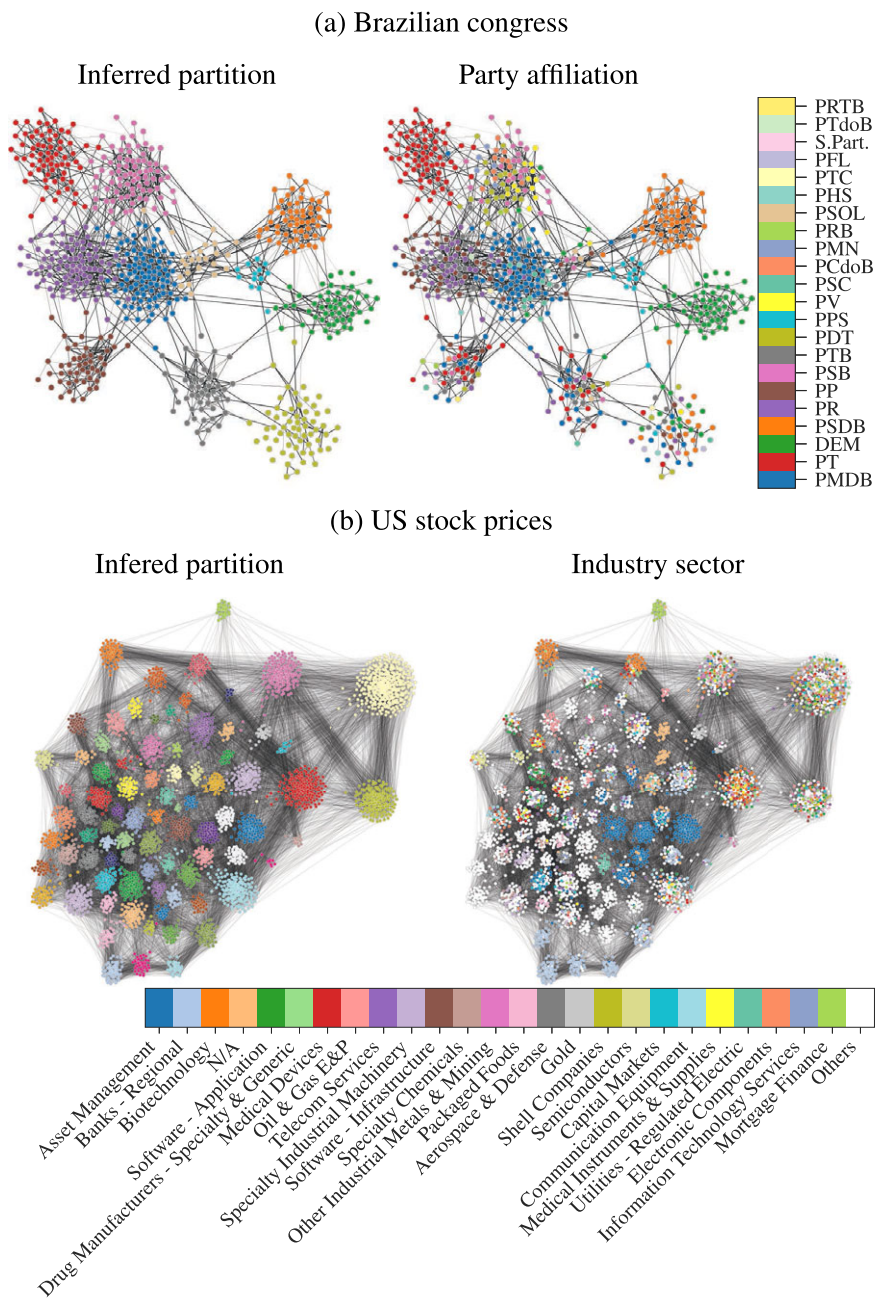 (a) Brazilian congress
Inferred partition
Party affiliation
PRTB
PTdoB
S.Part.
PFL
PTC
PHS
PSOL
PRB
PMN
PCdoB
PSC
PV
PPS
PDT
PTB
PSB
PP
PR
PSDB
DEM
PT
PMDB
(b) US stock prices
Infered partition
Industry sector
Asset Management
Banks - Regional
Biotechnology
N/A
Software - Application
Drug Manufacturers - Specialty & Generic
Medical Devices
Oil & Gas E&P
Telecom Services
Specialty Industrial Machinery
Software - Infrastructure
Specialty Chemicals
Other Industrial Metals & Mining
Packaged Foods
Aerospace & Defense
Gold
Shell Companies
Semiconductors
Capital Markets
Communication Equipment
Medical Instruments & Supplies
Utilities - Regulated Electric
Electronic Components
Information Technology Services
Mortgage Finance
Others